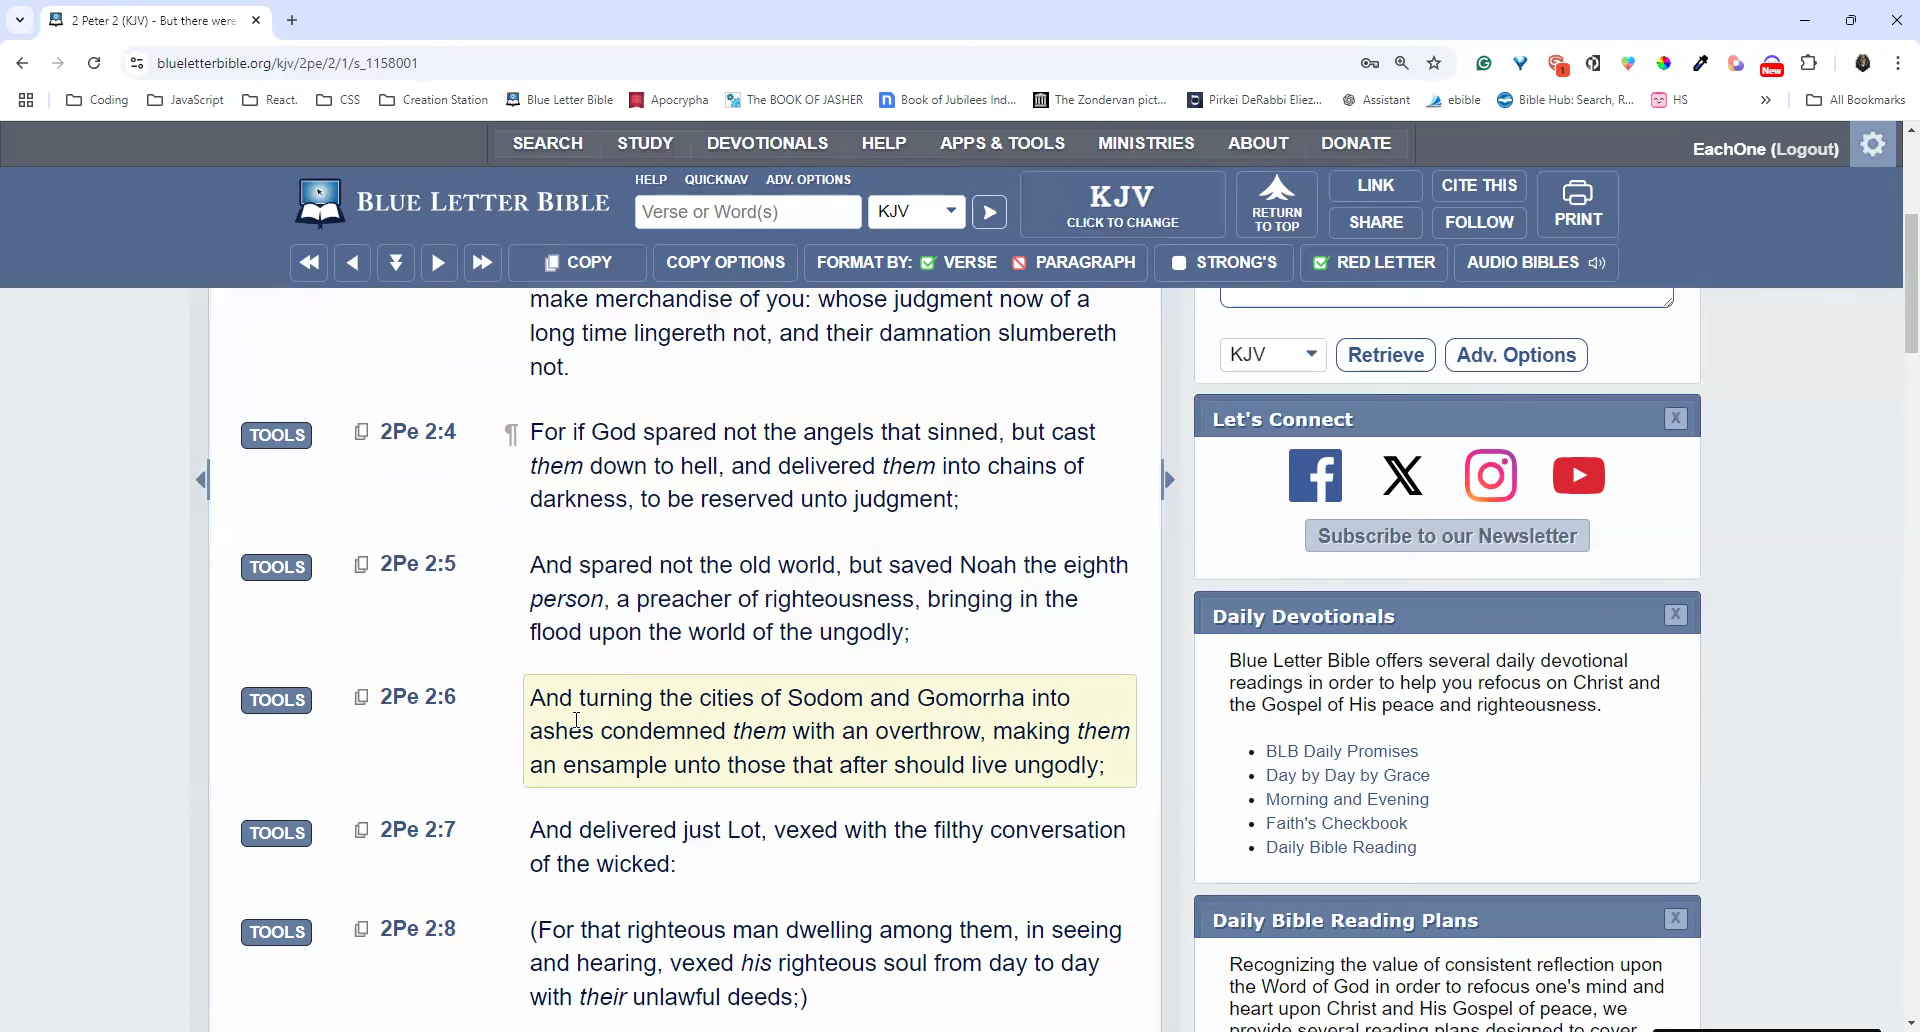 2 Peter 2 (KJV) - But there were
blueletterbible.org/kjv/2pe/2/1/s_1158001
1
New
Coding
JavaScript
React.
CSS
Creation Station
Blue Letter Bible
Apocrypha
The BOOK OF JASHER
Book of Jubilees Ind...
The Zondervan pict...
Pirkei DeRabbi Eliez...
Assistant
ebible
Bible Hub: Search, R...
HS
All Bookmarks
SEARCH
STUDY
DEVOTIONALS
HELP
APPS & TOOLS
MINISTRIES
ABOUT
DONATE
EachOne (Logout)
BLUE LETTER BIBLE
HELP
QUICKNAV
ADV. OPTIONS
Verse or Word(s)
KJV
KJV
CLICK TO CHANGE
RETURN
TO TOP
LINK
CITE THIS
SHARE
FOLLOW
PRINT
COPY
COPY OPTIONS
FORMAT BY:
VERSE
PARAGRAPH
STRONG'S
RED LETTER
AUDIO BIBLES
make merchandise of you: whose judgment now of a
long time lingereth not, and their damnation slumbereth
not.
TOOLS
2Pe 2:4
¶ For if God spared not the angels that sinned, but cast
them down to hell, and delivered them into chains of
darkness, to be reserved unto judgment;
TOOLS
2Pe 2:5
And spared not the old world, but saved Noah the eighth
person, a preacher of righteousness, bringing in the
flood upon the world of the ungodly;
TOOLS
2Pe 2:6
And turning the cities of Sodom and Gomorrha into
ashes condemned them with an overthrow, making them
an ensample unto those that after should live ungodly;
TOOLS
2Pe 2:7
And delivered just Lot, vexed with the filthy conversation
of the wicked:
TOOLS
2Pe 2:8
(For that righteous man dwelling among them, in seeing
and hearing, vexed his righteous soul from day to day
with their unlawful deeds;)
KJV
Retrieve
Adv. Options
Let's Connect
X
Subscribe to our Newsletter
Daily Devotionals
X
Blue Letter Bible offers several daily devotional
readings in order to help you refocus on Christ and
the Gospel of His peace and righteousness.
BLB Daily Promises
Day by Day by Grace
Morning and Evening
Faith's Checkbook
Daily Bible Reading
Daily Bible Reading Plans
X
Recognizing the value of consistent reflection upon
the Word of God in order to refocus one's mind and
heart upon Christ and His Gospel of peace, we
provide several reading plans designed to cover